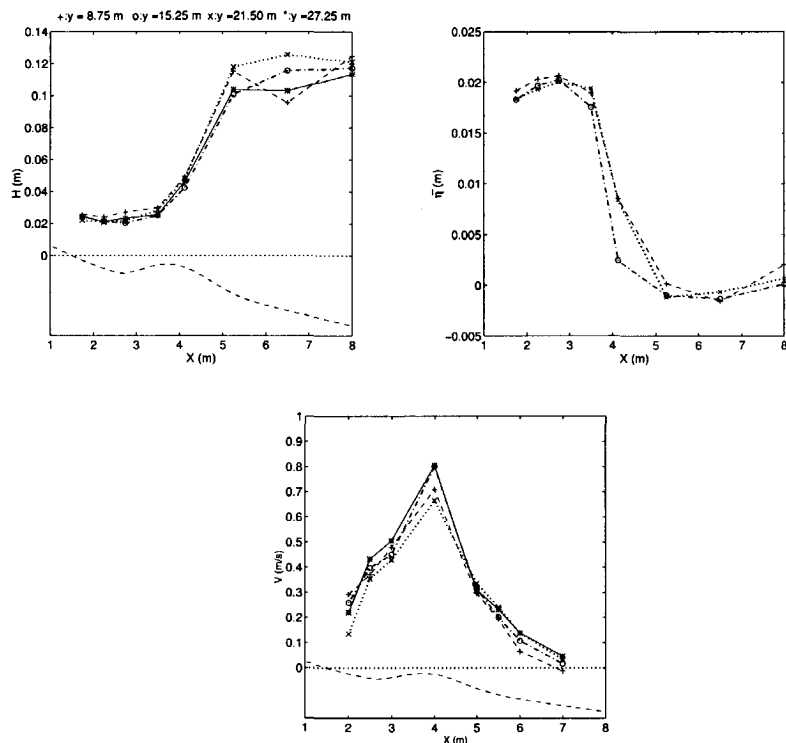 +:y = 8.75 m o:y =15.25 m x:y =21.50 m *:y =27.25 m
H (m)
0.14
0.12
0.1
0.08
0.06
0.04
0.02
0
1 2 3 4 5 6 7 8
X (m)
η̄ (m)
0.025
0.02
0.015
0.01
0.005
0
−0.005
1 2 3 4 5 6 7 8
X (m)
V (m/s)
1
0.9
0.8
0.7
0.6
0.5
0.4
0.3
0.2
0.1
0
1 2 3 4 5 6 7 8
X (m)